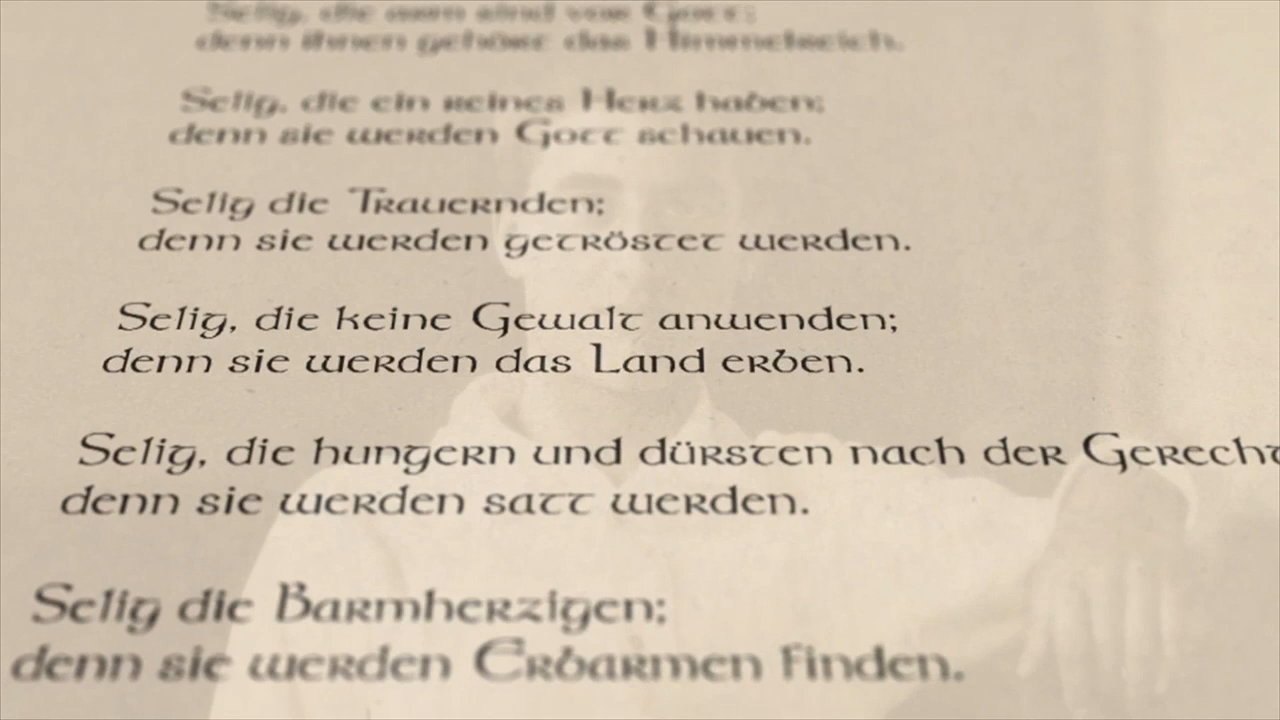 Selig, die arm sind vor Gott;
denn ihnen gehört das Himmelreich.
Selig, die ein reines Herz haben;
denn sie werden Gott schauen.
Selig die Trauernden;
denn sie werden getröstet werden.
Selig, die keine Gewalt anwenden;
denn sie werden das Land erben.
Selig, die hungern und dürsten nach der Gerecht
denn sie werden satt werden.
Selig die Barmherzigen;
denn sie werden Erbarmen finden.